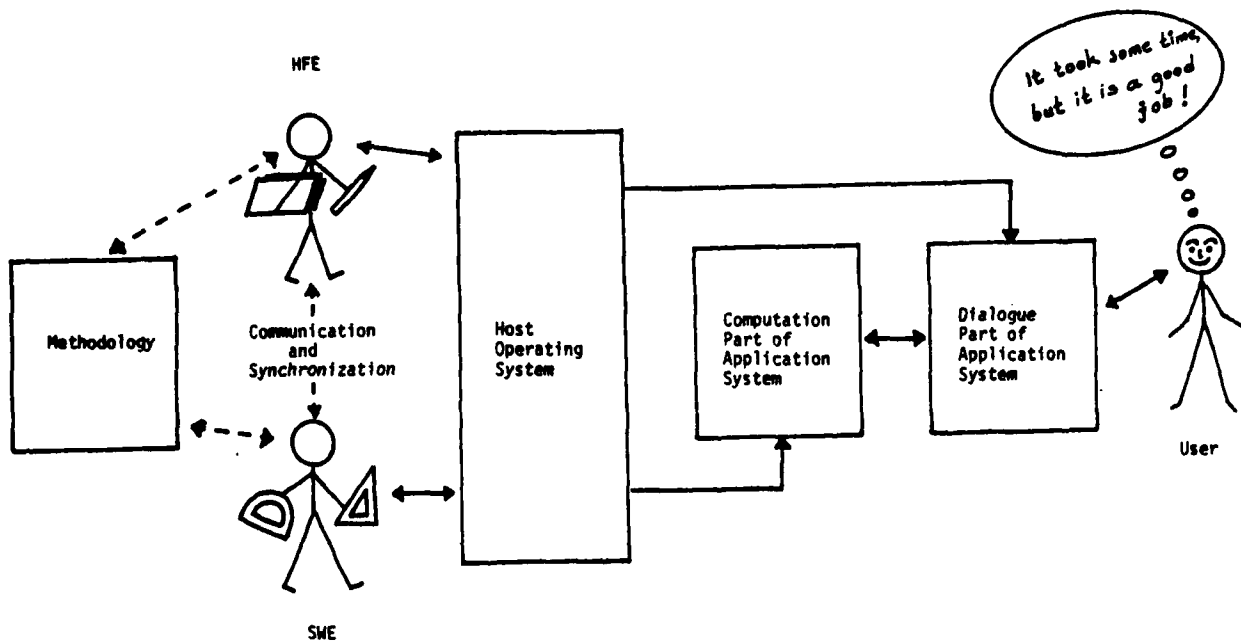 HFE
It took some time,
but it is a good
job!
Methodology
Communication
and
Synchronization
Host
Operating
System
Computation
Part of
Application
System
Dialogue
Part of
Application
System
User
SWE